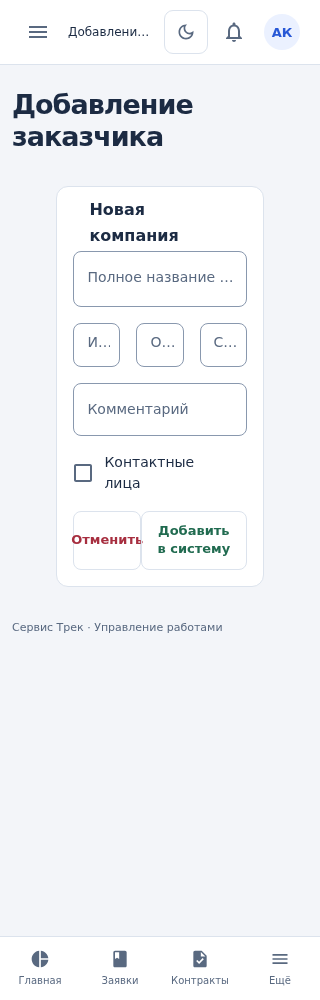 Добавлени…
АК
Добавление
заказчика
Новая
компания
Полное название …
И… О… С…
Комментарий
Контактные
лица
Отменить Добавить
в систему
Сервис Трек · Управление работами
Главная Заявки Контракты Ещё